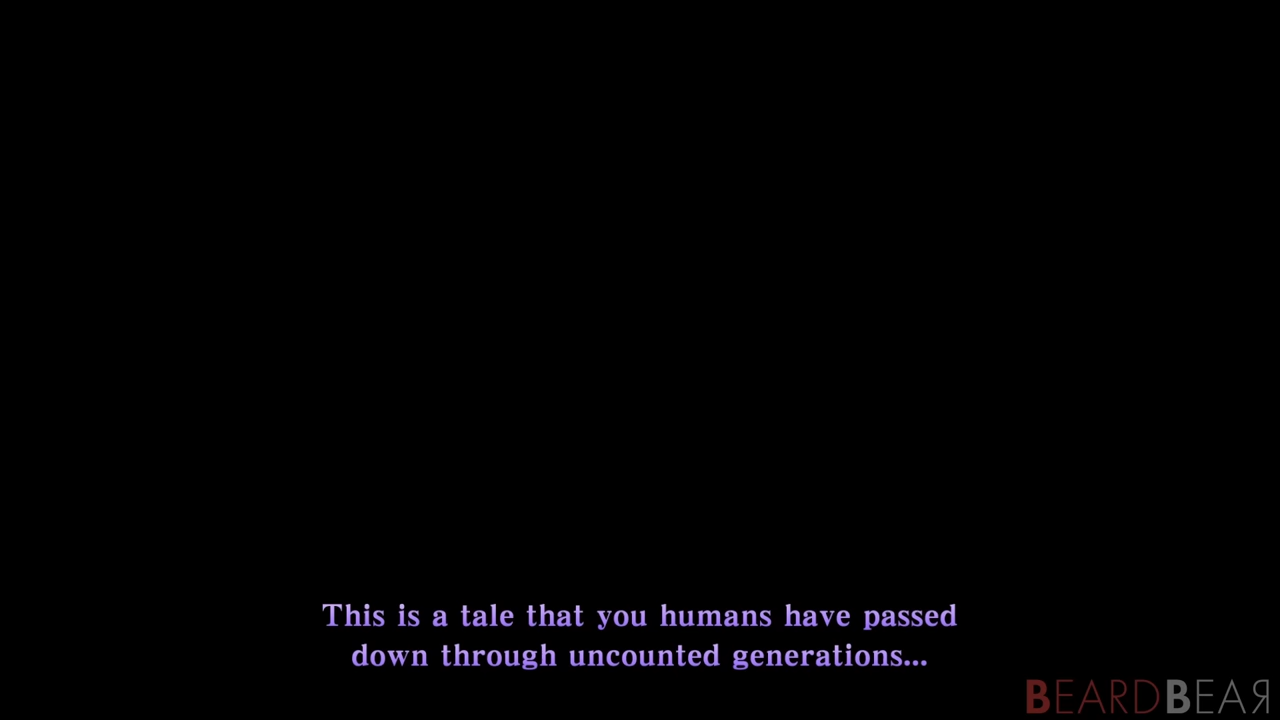 This is a tale that you humans have passed
down through uncounted generations...
BEARDBEAR